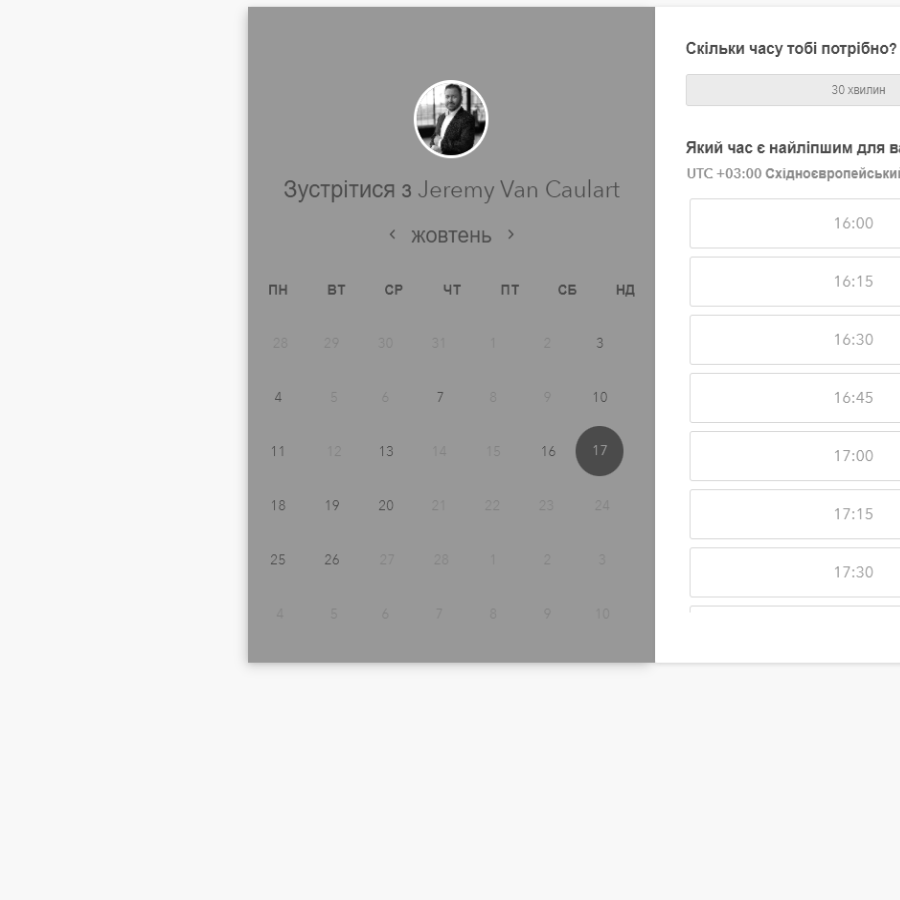 Зустрітися з Jeremy Van Caulart
‹ жовтень ›
ПН ВТ СР ЧТ ПТ СБ НД
28 29 30 31 1 2 3
4 5 6 7 8 9 10
11 12 13 14 15 16 17
18 19 20 21 22 23 24
25 26 27 28 1 2 3
4 5 6 7 8 9 10
Скільки часу тобі потрібно?
30 хвилин
Який час є найліпшим для в
UTC +03:00 Східноєвропейськи
16:00
16:15
16:30
16:45
17:00
17:15
17:30